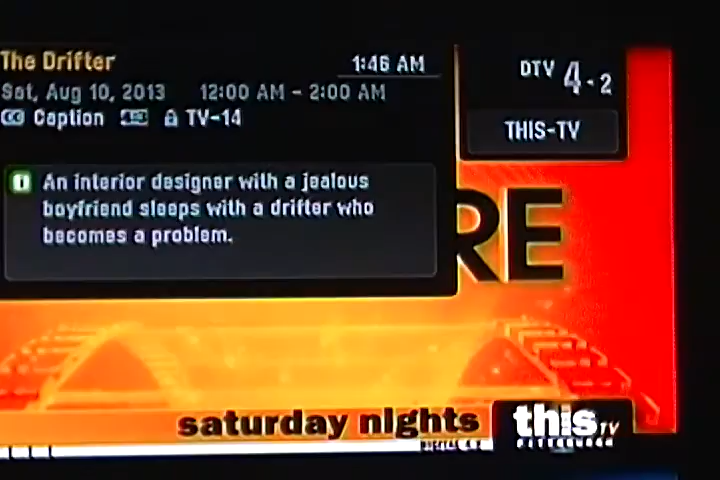 The Drifter
1:46 AM
Sat, Aug 10, 2013 12:00 AM - 2:00 AM
CC Caption TV-14
DTV 4-2
THIS-TV
An interior designer with a jealous
boyfriend sleeps with a drifter who
becomes a problem.
RE
saturday nights
this TV
PITTSBURGH